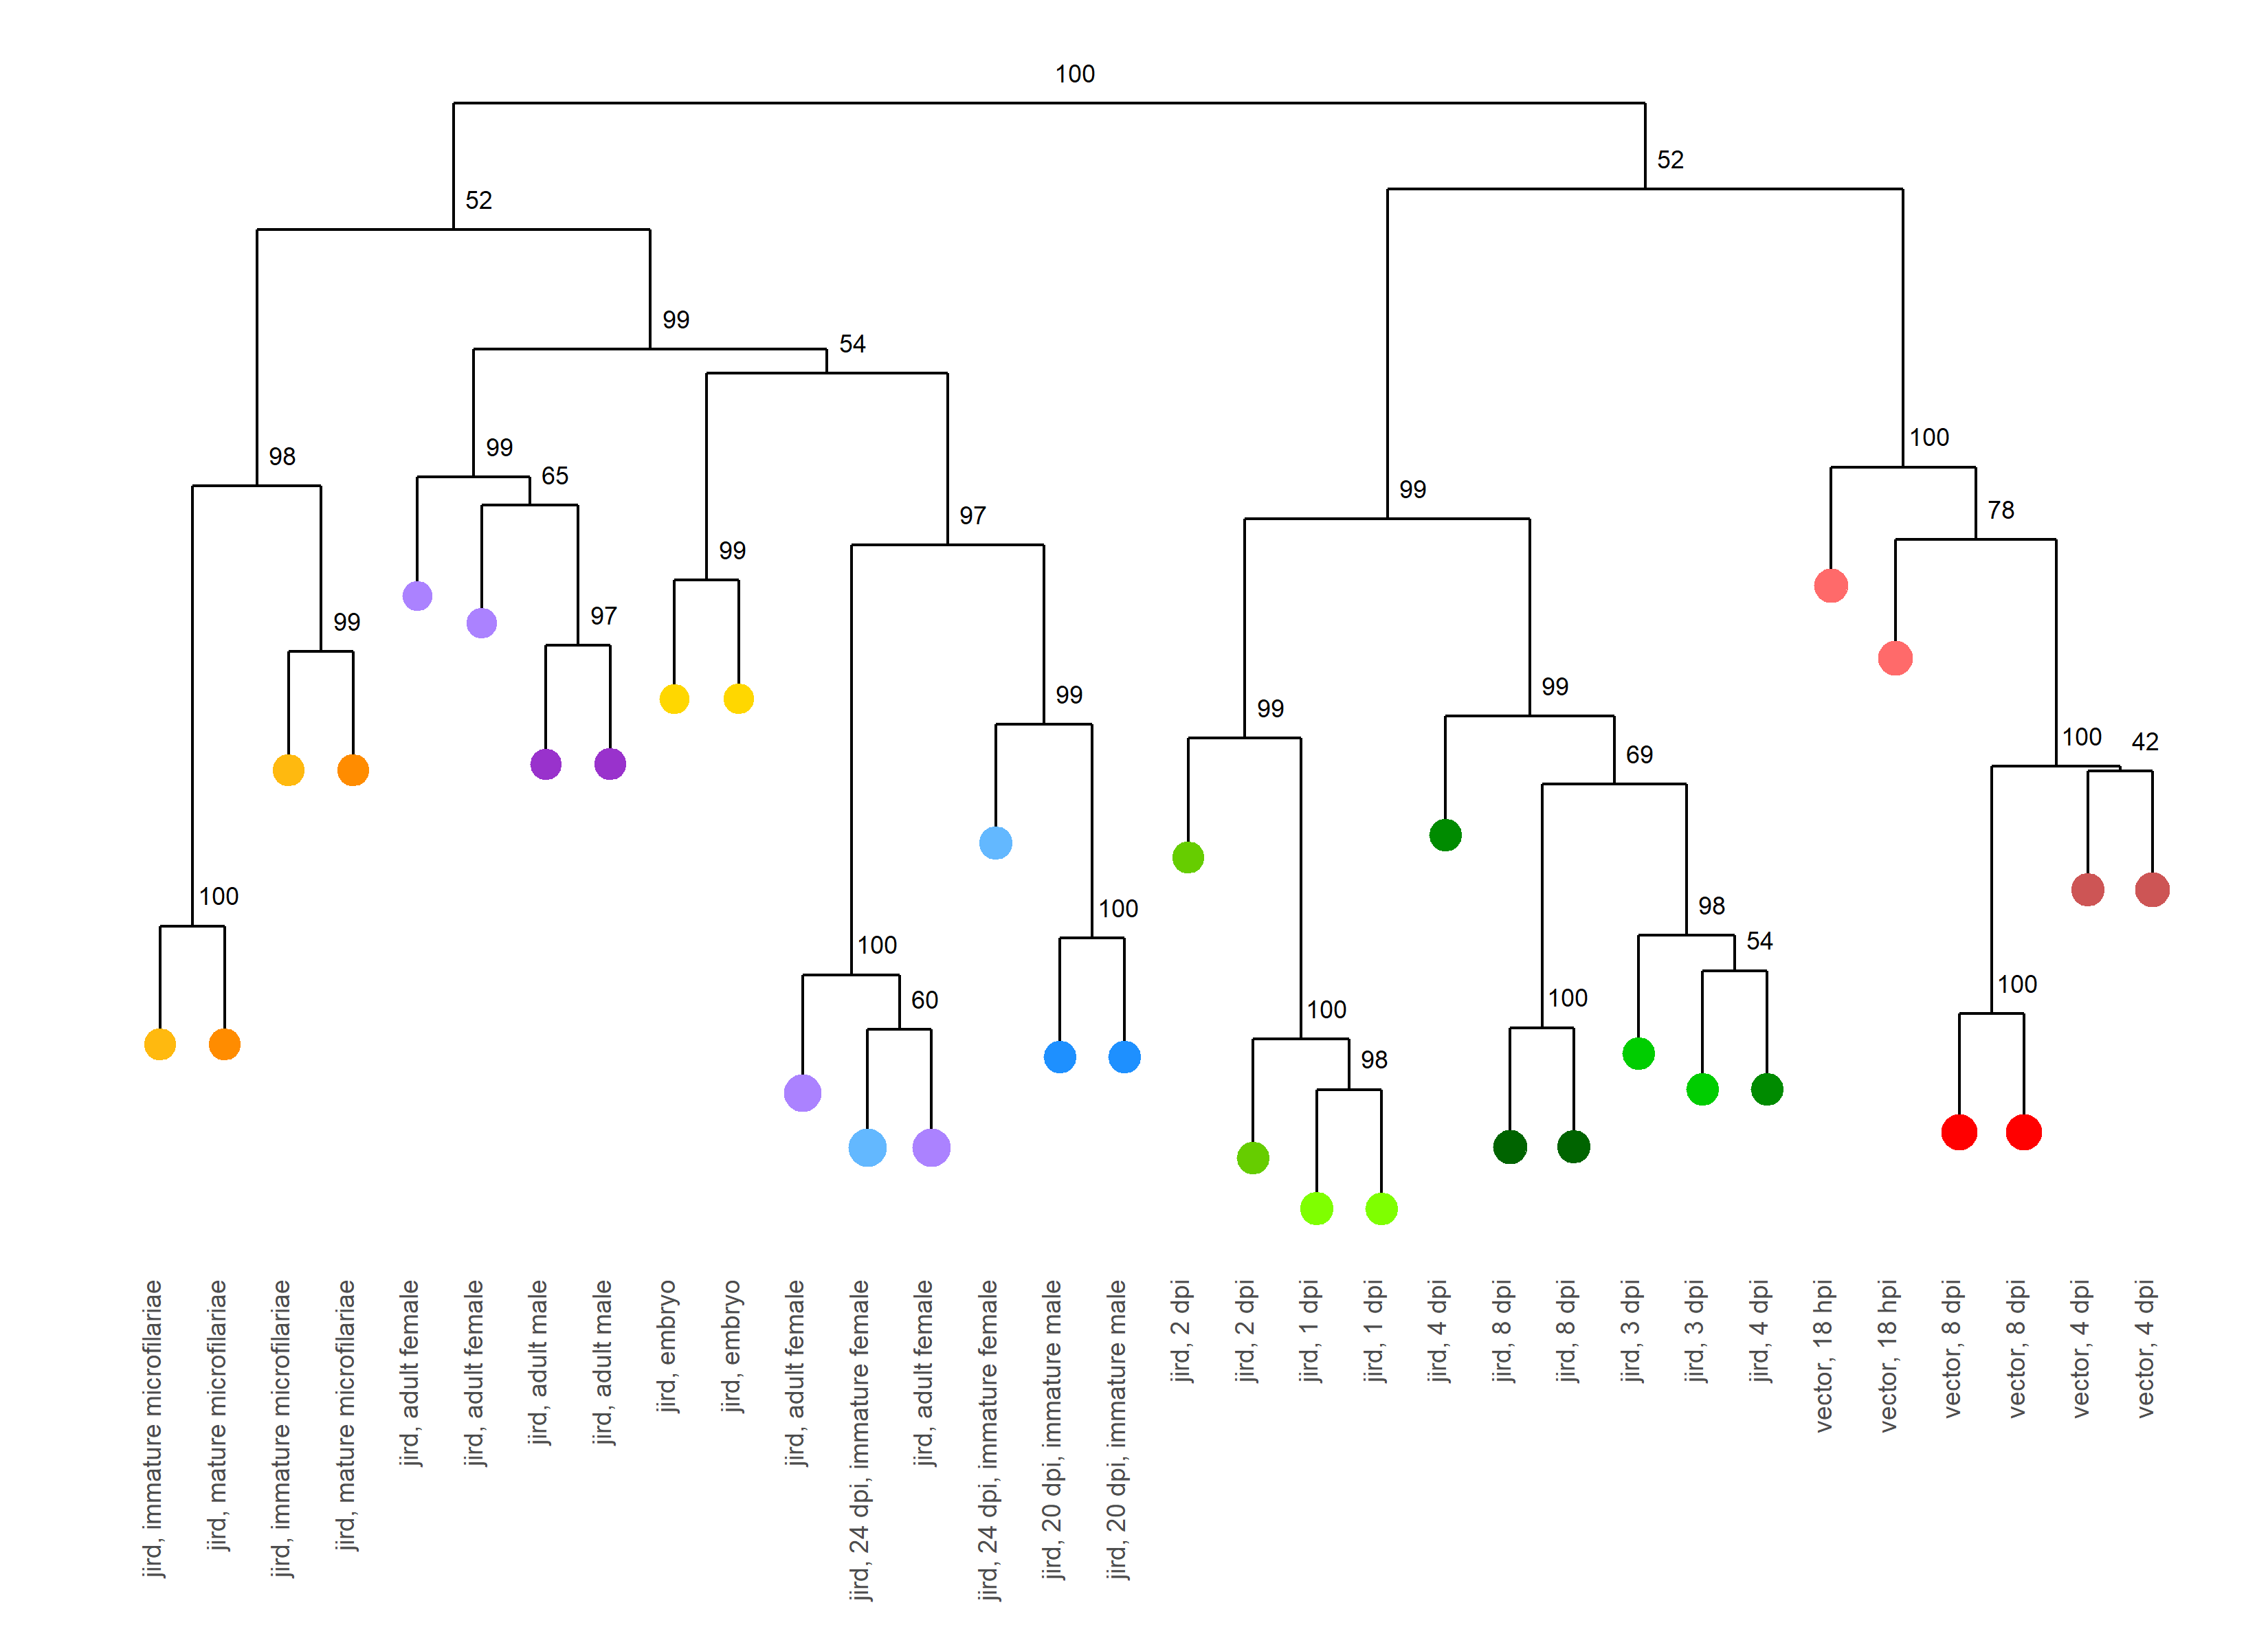 100
52
52
99
54
98
99
65
97
99
97
99
99
100
100
60
99
100
99
99
99
69
100
98
98
54
100
100
78
100
42
100
jird, immature microfilariae
jird, mature microfilariae
jird, immature microfilariae
jird, mature microfilariae
jird, adult female
jird, adult female
jird, adult male
jird, adult male
jird, embryo
jird, embryo
jird, adult female
jird, 24 dpi, immature female
jird, adult female
jird, 24 dpi, immature female
jird, 20 dpi, immature male
jird, 20 dpi, immature male
jird, 2 dpi
jird, 2 dpi
jird, 1 dpi
jird, 1 dpi
jird, 4 dpi
jird, 8 dpi
jird, 8 dpi
jird, 3 dpi
jird, 3 dpi
jird, 4 dpi
vector, 18 hpi
vector, 18 hpi
vector, 8 dpi
vector, 8 dpi
vector, 4 dpi
vector, 4 dpi